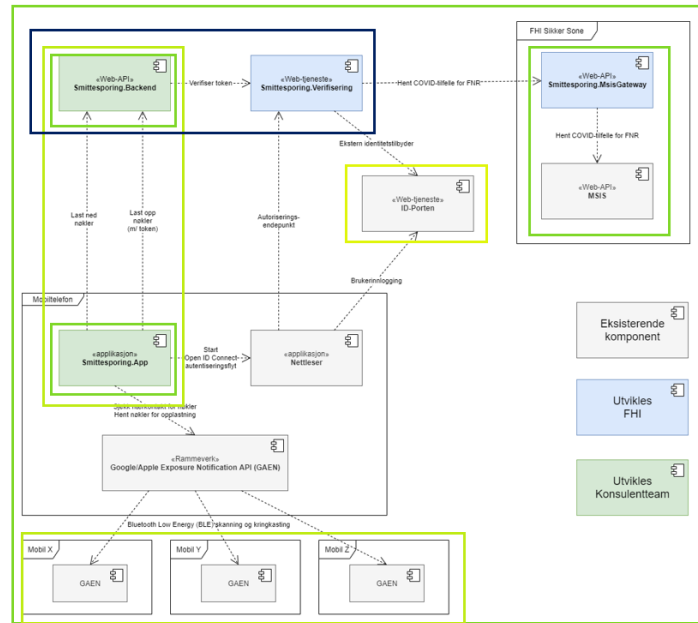 FHI Sikker Sone
«Web-API»
Smittesporing.Backend
Verifiser token
«Web-tjeneste»
Smittesporing.Verifisering
Hent COVID-tilfelle for FNR
«Web-API»
Smittesporing.MsisGateway
Hent COVID-tilfelle for FNR
Ekstern identitetstilbyder
«Web-API»
MSIS
«Web-tjeneste»
ID-Porten
Last ned
nøkler
Last opp
nøkler
(m/ token)
Autoriserings-
endepunkt
Brukerinnlogging
Mobiltelefon
«applikasjon»
Smittesporing.App
Start
Open ID Connect
autentiseringsflyt
«applikasjon»
Nettleser
Eksisterende
komponent
Sjekk nærkontakt for nøkler
Hent nøkler for opplastning
Utvikles
FHI
«Rammeverk»
Google/Apple Exposure Notification API (GAEN)
Utvikles
Konsulentteam
Bluetooth Low Energy (BLE) skanning og kringkasting
Mobil X
Mobil Y
Mobil Z
GAEN
GAEN
GAEN